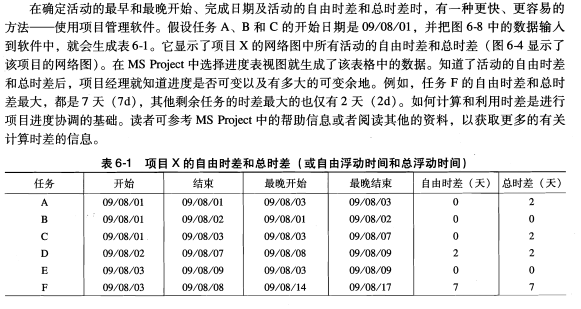 在确定活动的最早和最晚开始、完成日期及活动的自由时差和总时差时，有一种更快、更容易的
方法——使用项目管理软件。假设任务 A、B 和 C 的开始日期是 09/08/01，并把图 6-8 中的数据输入
到软件中，就会生成表 6-1。它显示了项目 X 的网络图中所有活动的自由时差和总时差（图 6-4 显示了
该项目的网络图）。在 MS Project 中选择进度表视图就生成了该表格中的数据。知道了活动的自由时差
和总时差后，项目经理就知道进度是否可变以及有多大的可变余地。例如，任务 F 的自由时差和总时
差最大，都是 7 天（7d），其他剩余任务的时差最大的也仅有 2 天（2d）。如何计算和利用时差是进行
项目进度协调的基础。读者可参考 MS Project 中的帮助信息或者阅读其他的资料，以获取更多的有关
计算时差的信息。
表 6-1 项目 X 的自由时差和总时差（或自由浮动时间和总浮动时间）
任务 开始 结束 最晚开始 最晚结束 自由时差（天） 总时差（天）
A 09/08/01 09/08/01 09/08/03 09/08/03 0 2
B 09/08/01 09/08/02 09/08/01 09/08/02 0 0
C 09/08/01 09/08/03 09/08/03 09/08/07 0 2
D 09/08/02 09/08/07 09/08/08 09/08/09 2 2
E 09/08/03 09/08/09 09/08/03 09/08/09 0 0
F 09/08/03 09/08/08 09/08/14 09/08/17 7 7